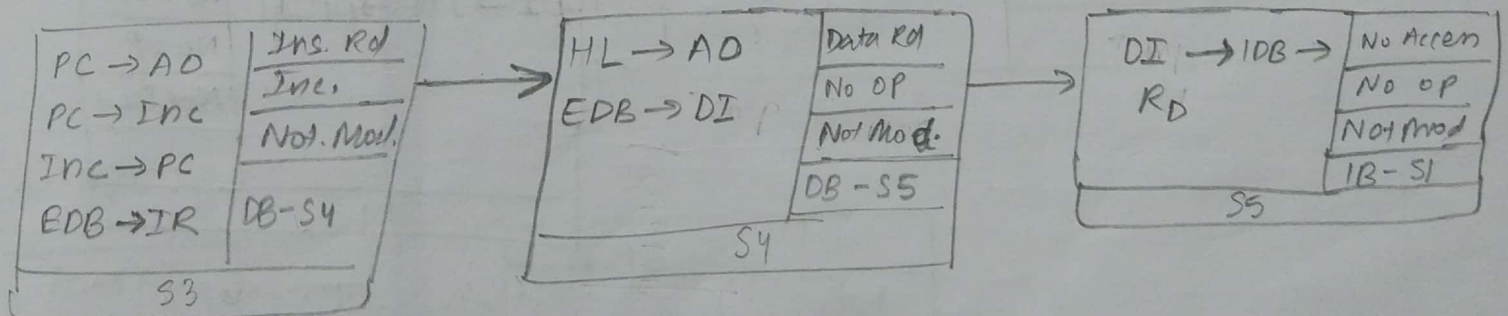 PC → AO
PC → Inc
Inc → PC
EDB → IR
Ins. Rd
Inc.
Not. Mod.
DB-S4
S3
HL → AO
EDB → DI
Data Rd
No OP
Not Mod.
DB-S5
S4
DI → IDB →
RD
No Accen
No OP
Not mod
IB-S1
S5